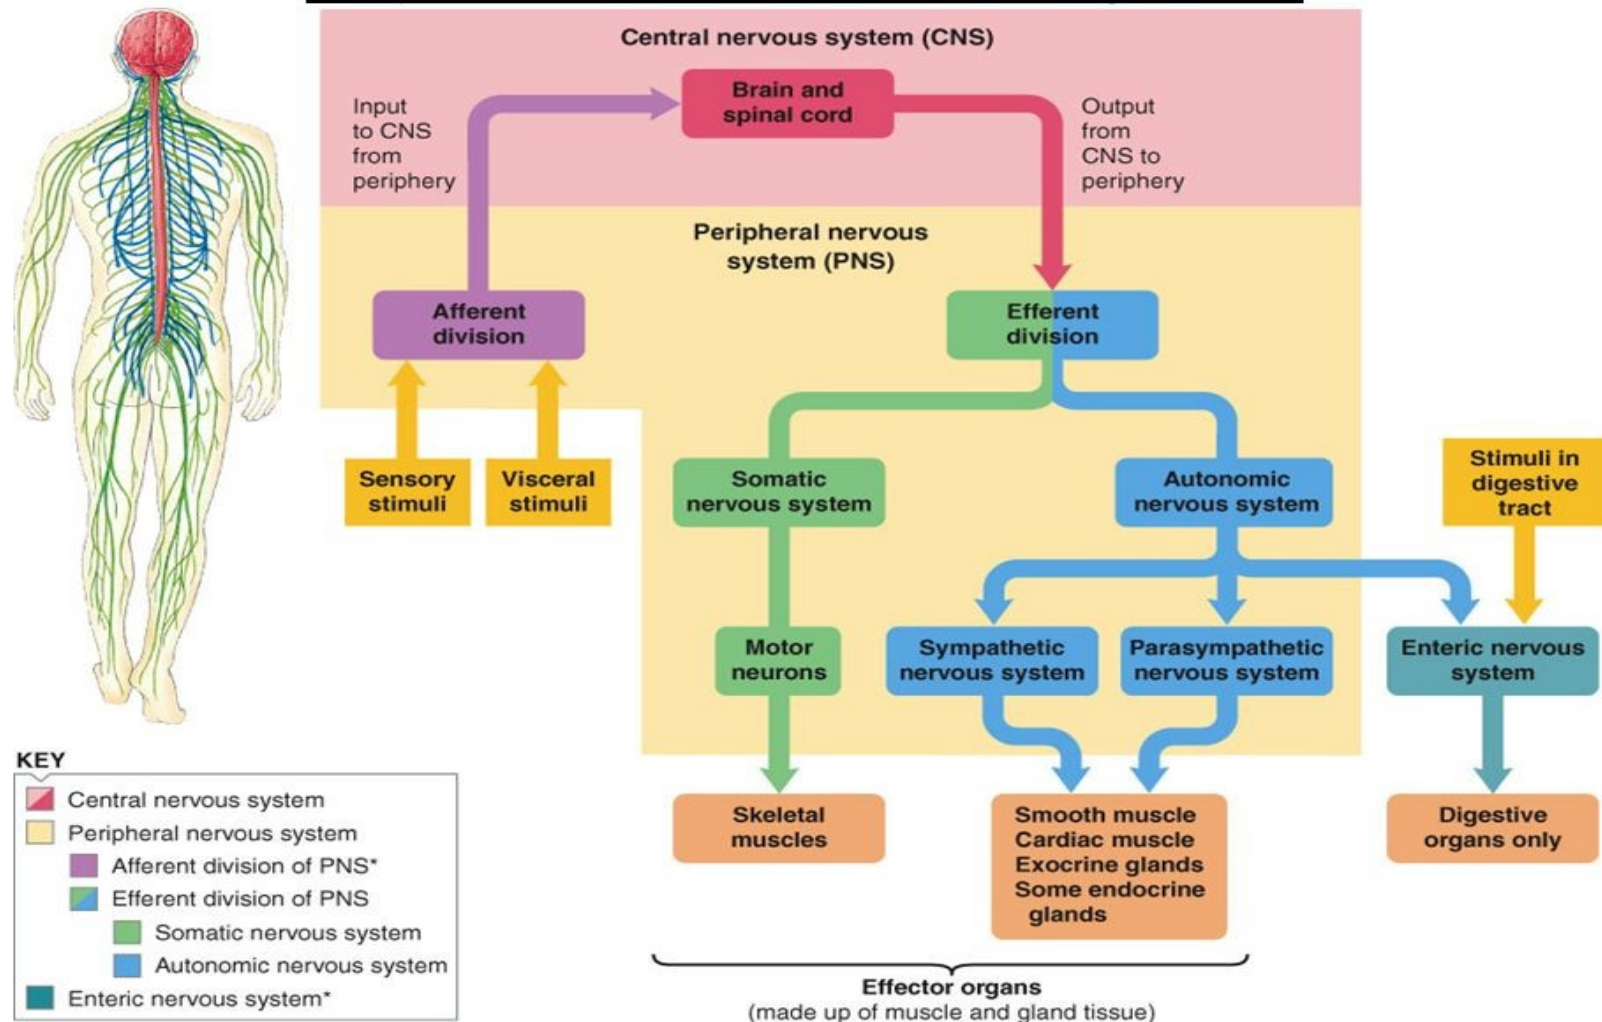 Central nervous system (CNS)
Brain and
spinal cord
Input
to CNS
from
periphery
Output
from
CNS to
periphery
Peripheral nervous
system (PNS)
Afferent
division
Efferent
division
Sensory
stimuli
Visceral
stimuli
Somatic
nervous system
Autonomic
nervous system
Stimuli in
digestive
tract
Motor
neurons
Sympathetic
nervous system
Parasympathetic
nervous system
Enteric nervous
system
Skeletal
muscles
Smooth muscle
Cardiac muscle
Exocrine glands
Some endocrine
glands
Digestive
organs only
Effector organs
(made up of muscle and gland tissue)
KEY
Central nervous system
Peripheral nervous system
Afferent division of PNS*
Efferent division of PNS
Somatic nervous system
Autonomic nervous system
Enteric nervous system*